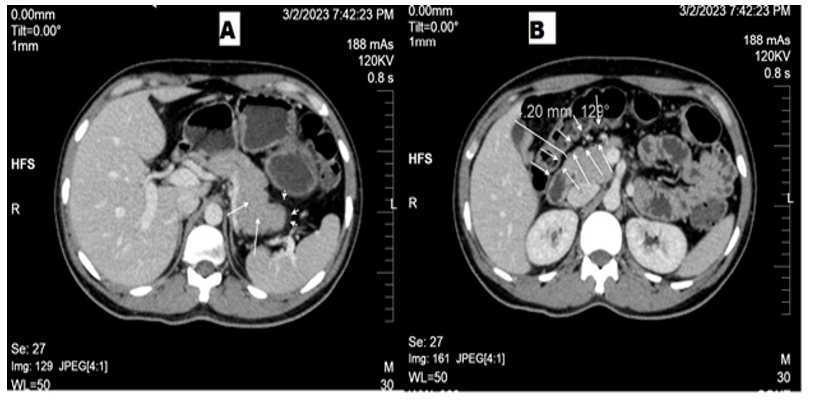 0.00mm
Tilt=0.00°
1mm
A
3/2/2023 7:42:23 PM
188 mAs
120KV
0.8 s
HFS
R
L
Se: 27
Img: 129 JPEG[4:1]
WL=50
M
30
0.00mm
Tilt=0.00°
1mm
B
3/2/2023 7:42:23 PM
188 mAs
120KV
0.8 s
.20 mm, 129°
HFS
R
L
Se: 27
Img: 161 JPEG[4:1]
WL=50
M
30